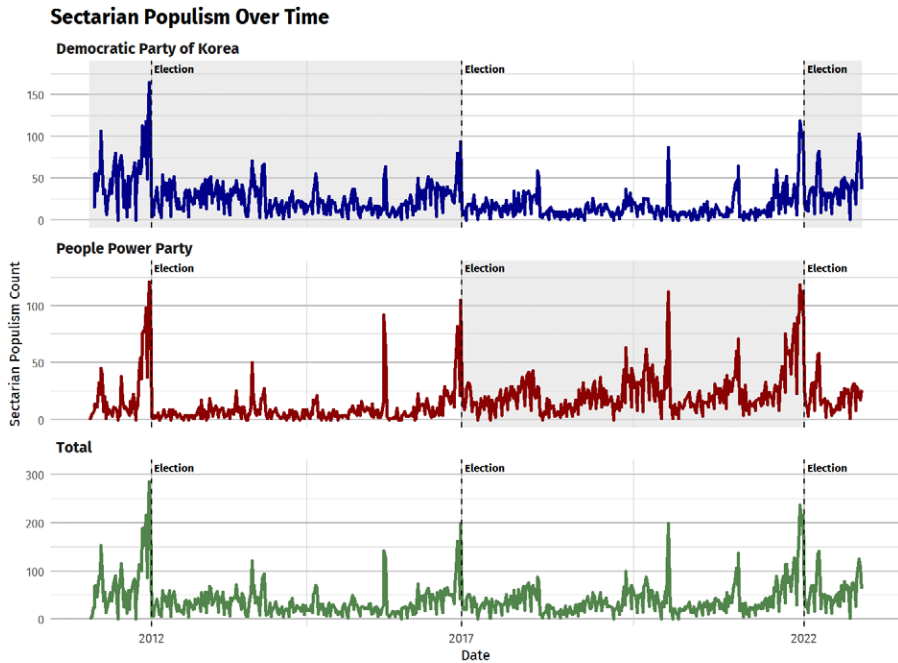 Sectarian Populism Over Time
Democratic Party of Korea
Election Election Election
150
100
50
0
People Power Party
Election Election Election
100
50
0
Sectarian Populism Count
Total
Election Election Election
300
200
100
0
2012 2017 2022
Date